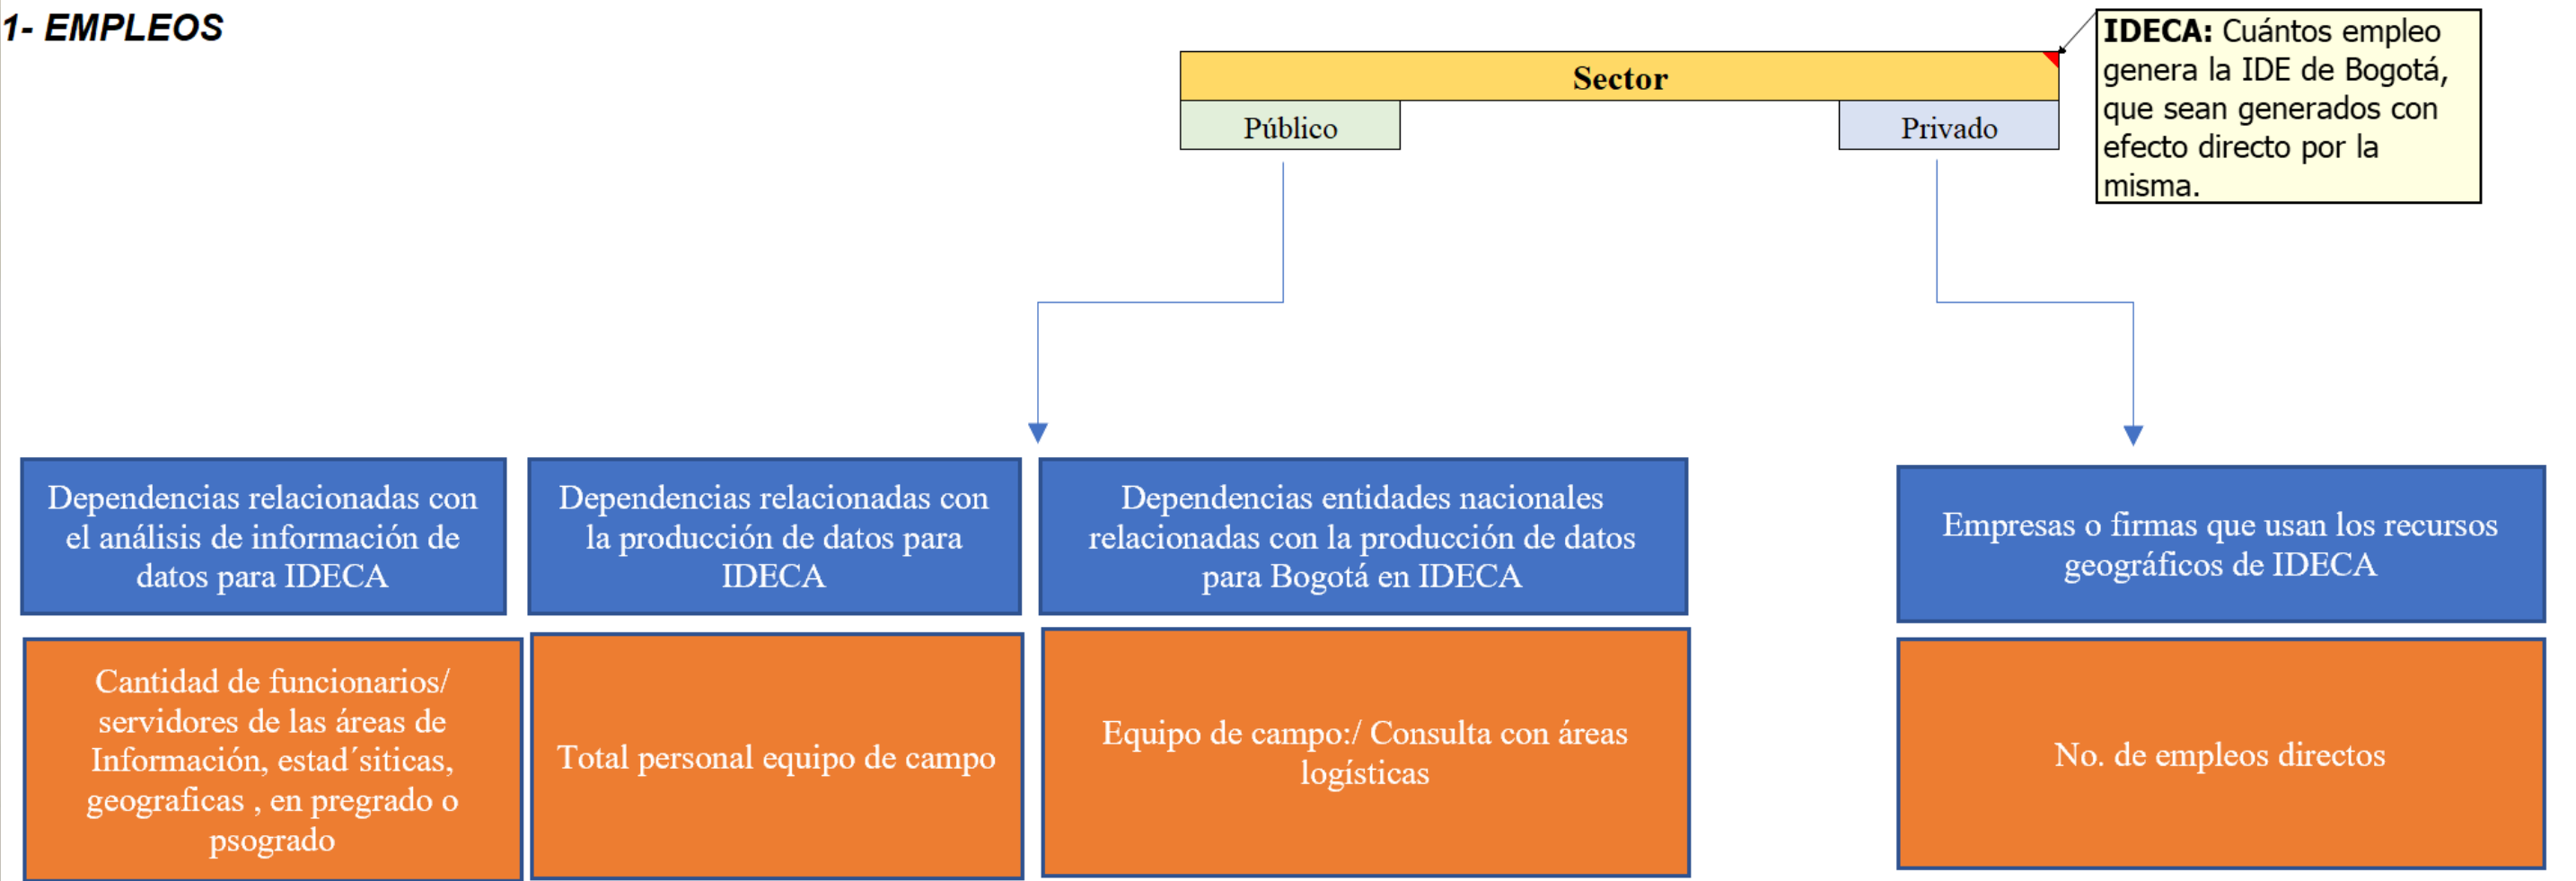 1- EMPLEOS
Sector
Público
Privado
IDECA: Cuántos empleo
genera la IDE de Bogotá,
que sean generados con
efecto directo por la
misma.
Dependencias relacionadas con
el análisis de información de
datos para IDECA
Dependencias relacionadas con
la producción de datos para
IDECA
Dependencias entidades nacionales
relacionadas con la producción de datos
para Bogotá en IDECA
Empresas o firmas que usan los recursos
geográficos de IDECA
Cantidad de funcionarios/
servidores de las áreas de
Información, estad´siticas,
geograficas , en pregrado o
psogrado
Total personal equipo de campo
Equipo de campo:/ Consulta con áreas
logísticas
No. de empleos directos